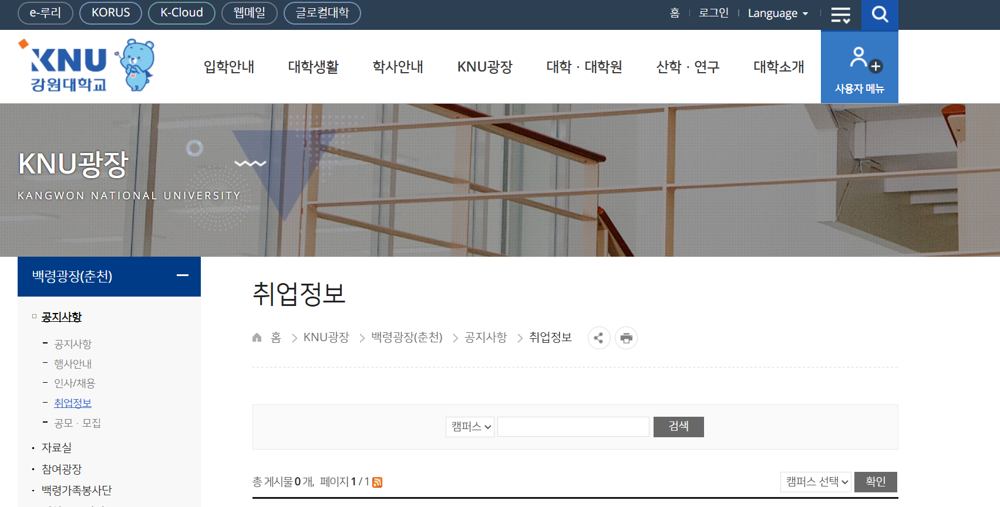 e-루리 KORUS K-Cloud 웹메일 글로컬대학 홈 로그인 Language
KNU
강원대학교
입학안내 대학생활 학사안내 KNU광장 대학 · 대학원 산학 · 연구 대학소개
사용자 메뉴
KNU광장
KANGWON NATIONAL UNIVERSITY
백령광장(춘천)
공지사항
공지사항
행사안내
인사/채용
취업정보
공모 · 모집
자료실
참여광장
백령가족봉사단
취업정보
홈 KNU광장 백령광장(춘천) 공지사항 취업정보
캠퍼스 검색
총 게시물 0 개, 페이지 1 / 1 캠퍼스 선택 확인